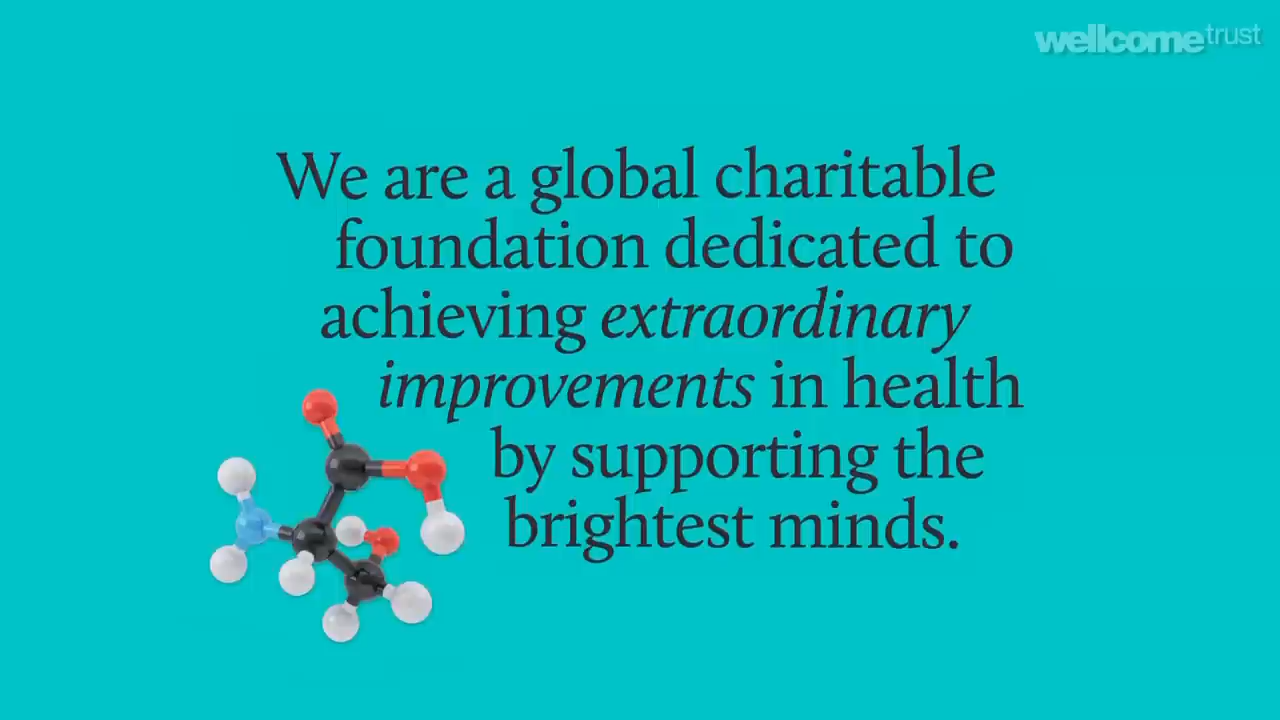 wellcometrust
We are a global charitable
foundation dedicated to
achieving extraordinary
improvements in health
by supporting the
brightest minds.